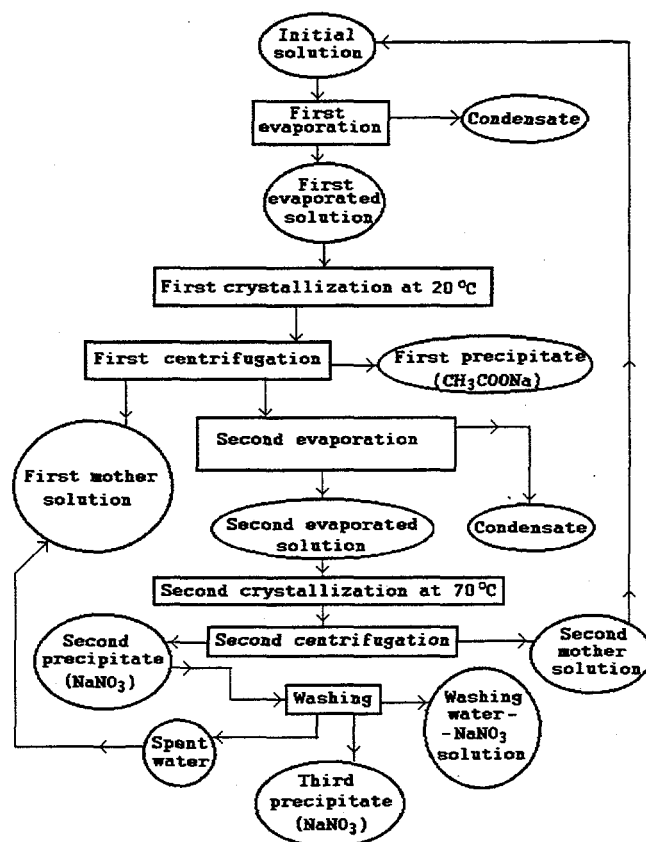 Initial
solution
First
evaporation
Condensate
First
evaporated
solution
First crystallization at 20°C
First centrifugation
First precipitate
(CH₃COONa)
Second evaporation
First mother
solution
Second evaporated
solution
Condensate
Second crystallization at 70°C
Second
precipitate
(NaNO₃)
Second centrifugation
Second
mother
solution
Washing
Washing
water-
-NaNO₃
solution
Spent
water
Third
precipitate
(NaNO₃)